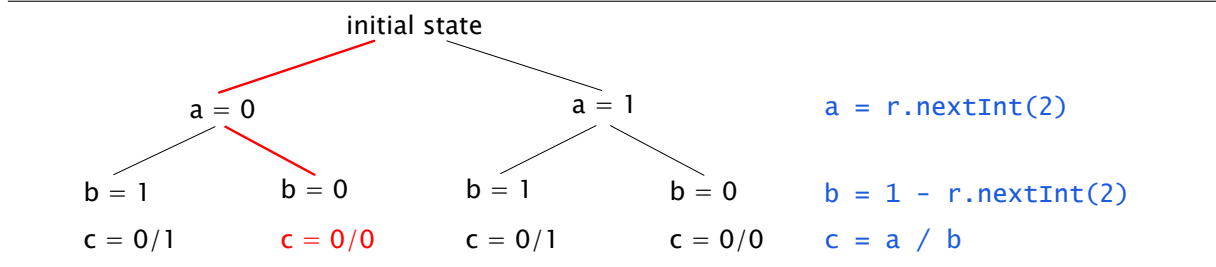 initial state
a = 0 a = 1 a = r.nextInt(2)
b = 1 b = 0 b = 1 b = 0 b = 1 - r.nextInt(2)
c = 0/1 c = 0/0 c = 0/1 c = 0/0 c = a / b